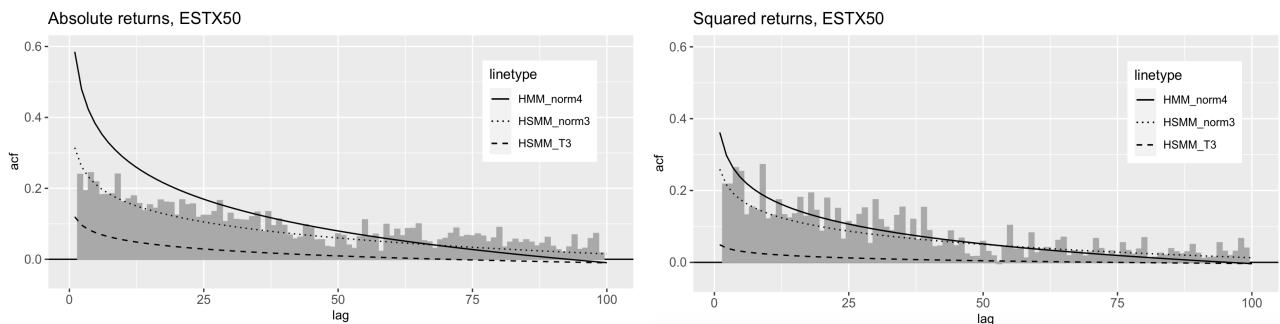 Absolute returns, ESTX50
0.6
0.4
0.2
0.0
acf
linetype
HMM_norm4
HSMM_norm3
HSMM_T3
0
25
50
75
100
lag
Squared returns, ESTX50
0.6
0.4
0.2
0.0
acf
linetype
HMM_norm4
HSMM_norm3
HSMM_T3
0
25
50
75
100
lag